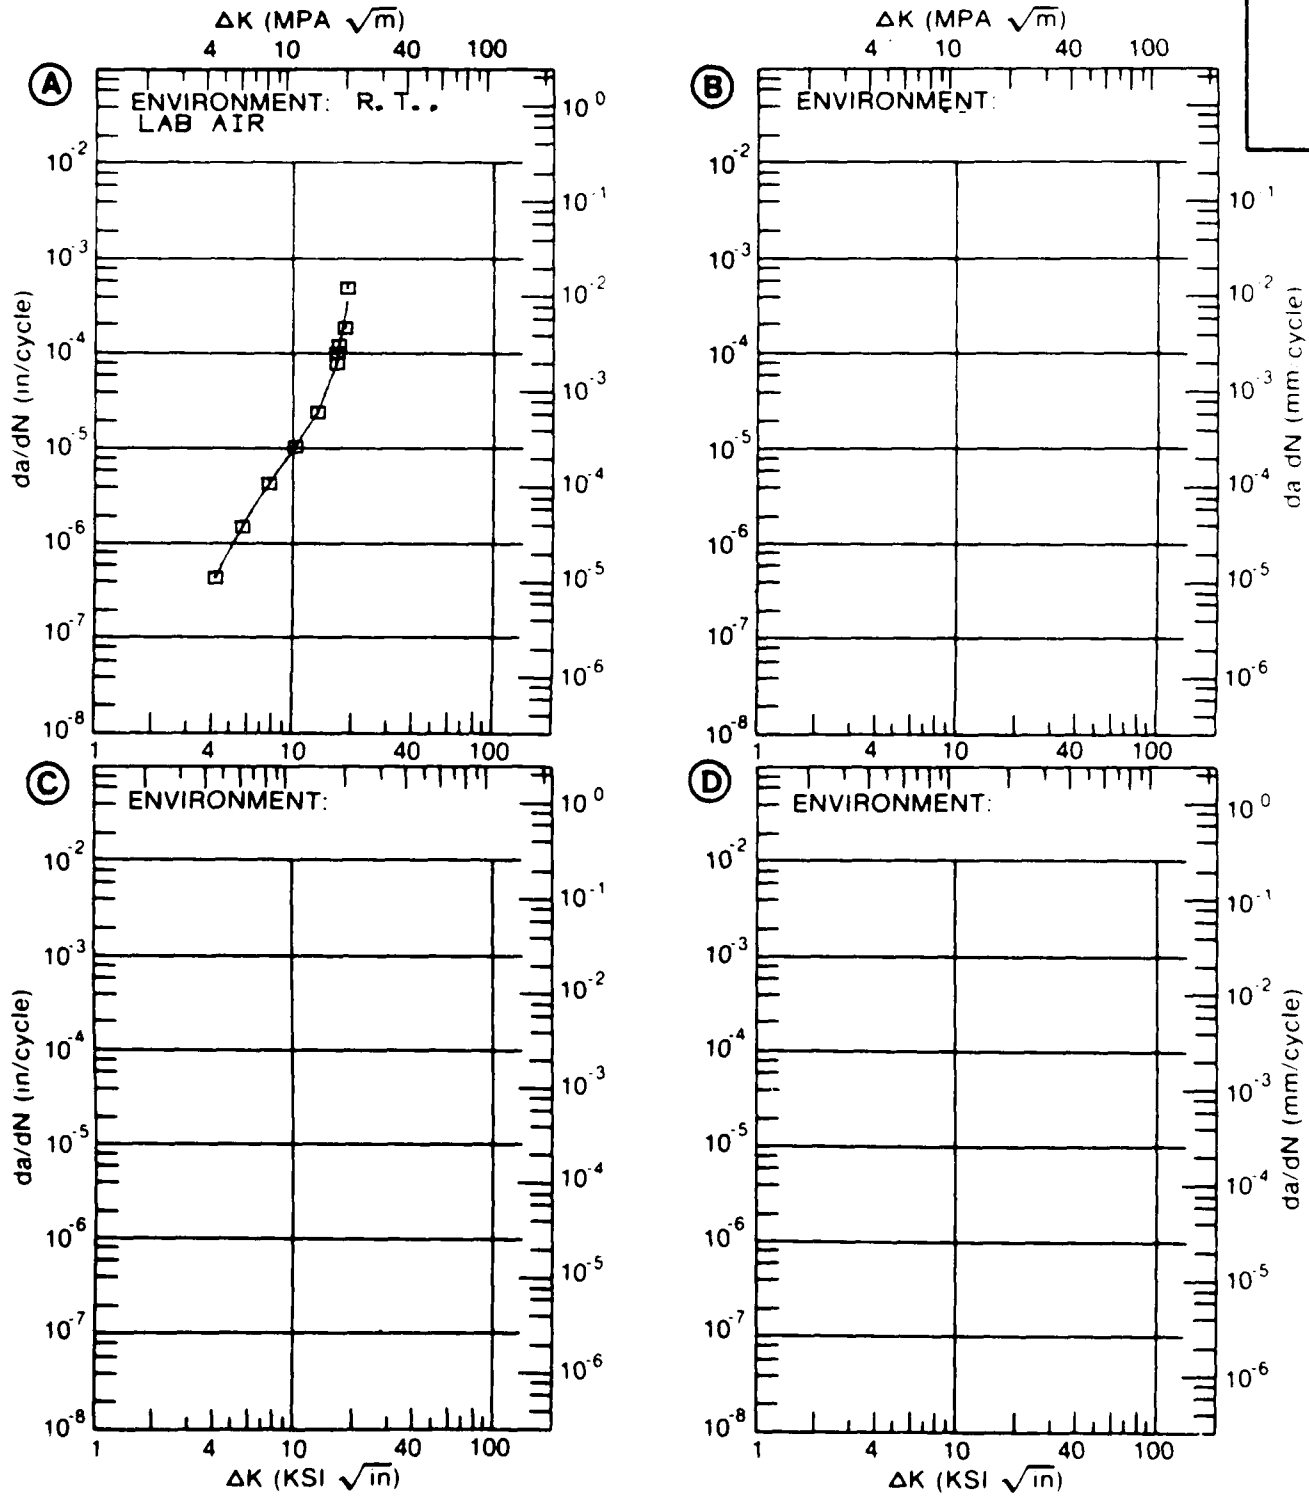 ΔK (MPA √m)
4 10 40 100
A
ENVIRONMENT: R. T..
LAB AIR
10^-2
10^-3
10^-4
10^-5
10^-6
10^-7
10^-8
da/dN (in/cycle)
10^0
10^-1
10^-2
10^-3
10^-4
10^-5
10^-6
1 4 10 40 100
ΔK (MPA √m)
4 10 40 100
B
ENVIRONMENT:
10^-2
10^-3
10^-4
10^-5
10^-6
10^-7
10^-8
10^-1
10^-2
10^-3
10^-4
10^-5
10^-6
da dN (mm cycle)
1 4 10 40 100
C
ENVIRONMENT:
10^-2
10^-3
10^-4
10^-5
10^-6
10^-7
10^-8
da/dN (in/cycle)
10^0
10^-1
10^-2
10^-3
10^-4
10^-5
10^-6
1 4 10 40 100
ΔK (KSI √in)
D
ENVIRONMENT:
10^-2
10^-3
10^-4
10^-5
10^-6
10^-7
10^-8
10^0
10^-1
10^-2
10^-3
10^-4
10^-5
10^-6
da/dN (mm/cycle)
1 4 10 40 100
ΔK (KSI √in)